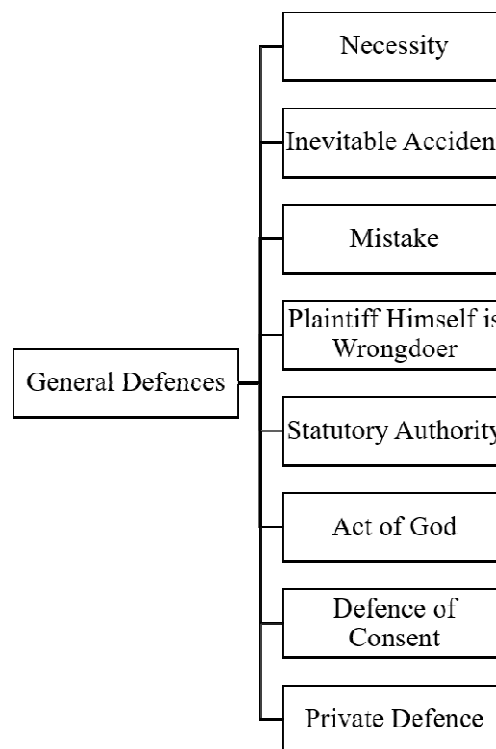 Necessity
Inevitable Acciden
Mistake
Plaintiff Himself is
Wrongdoer
General Defences
Statutory Authority
Act of God
Defence of
Consent
Private Defence